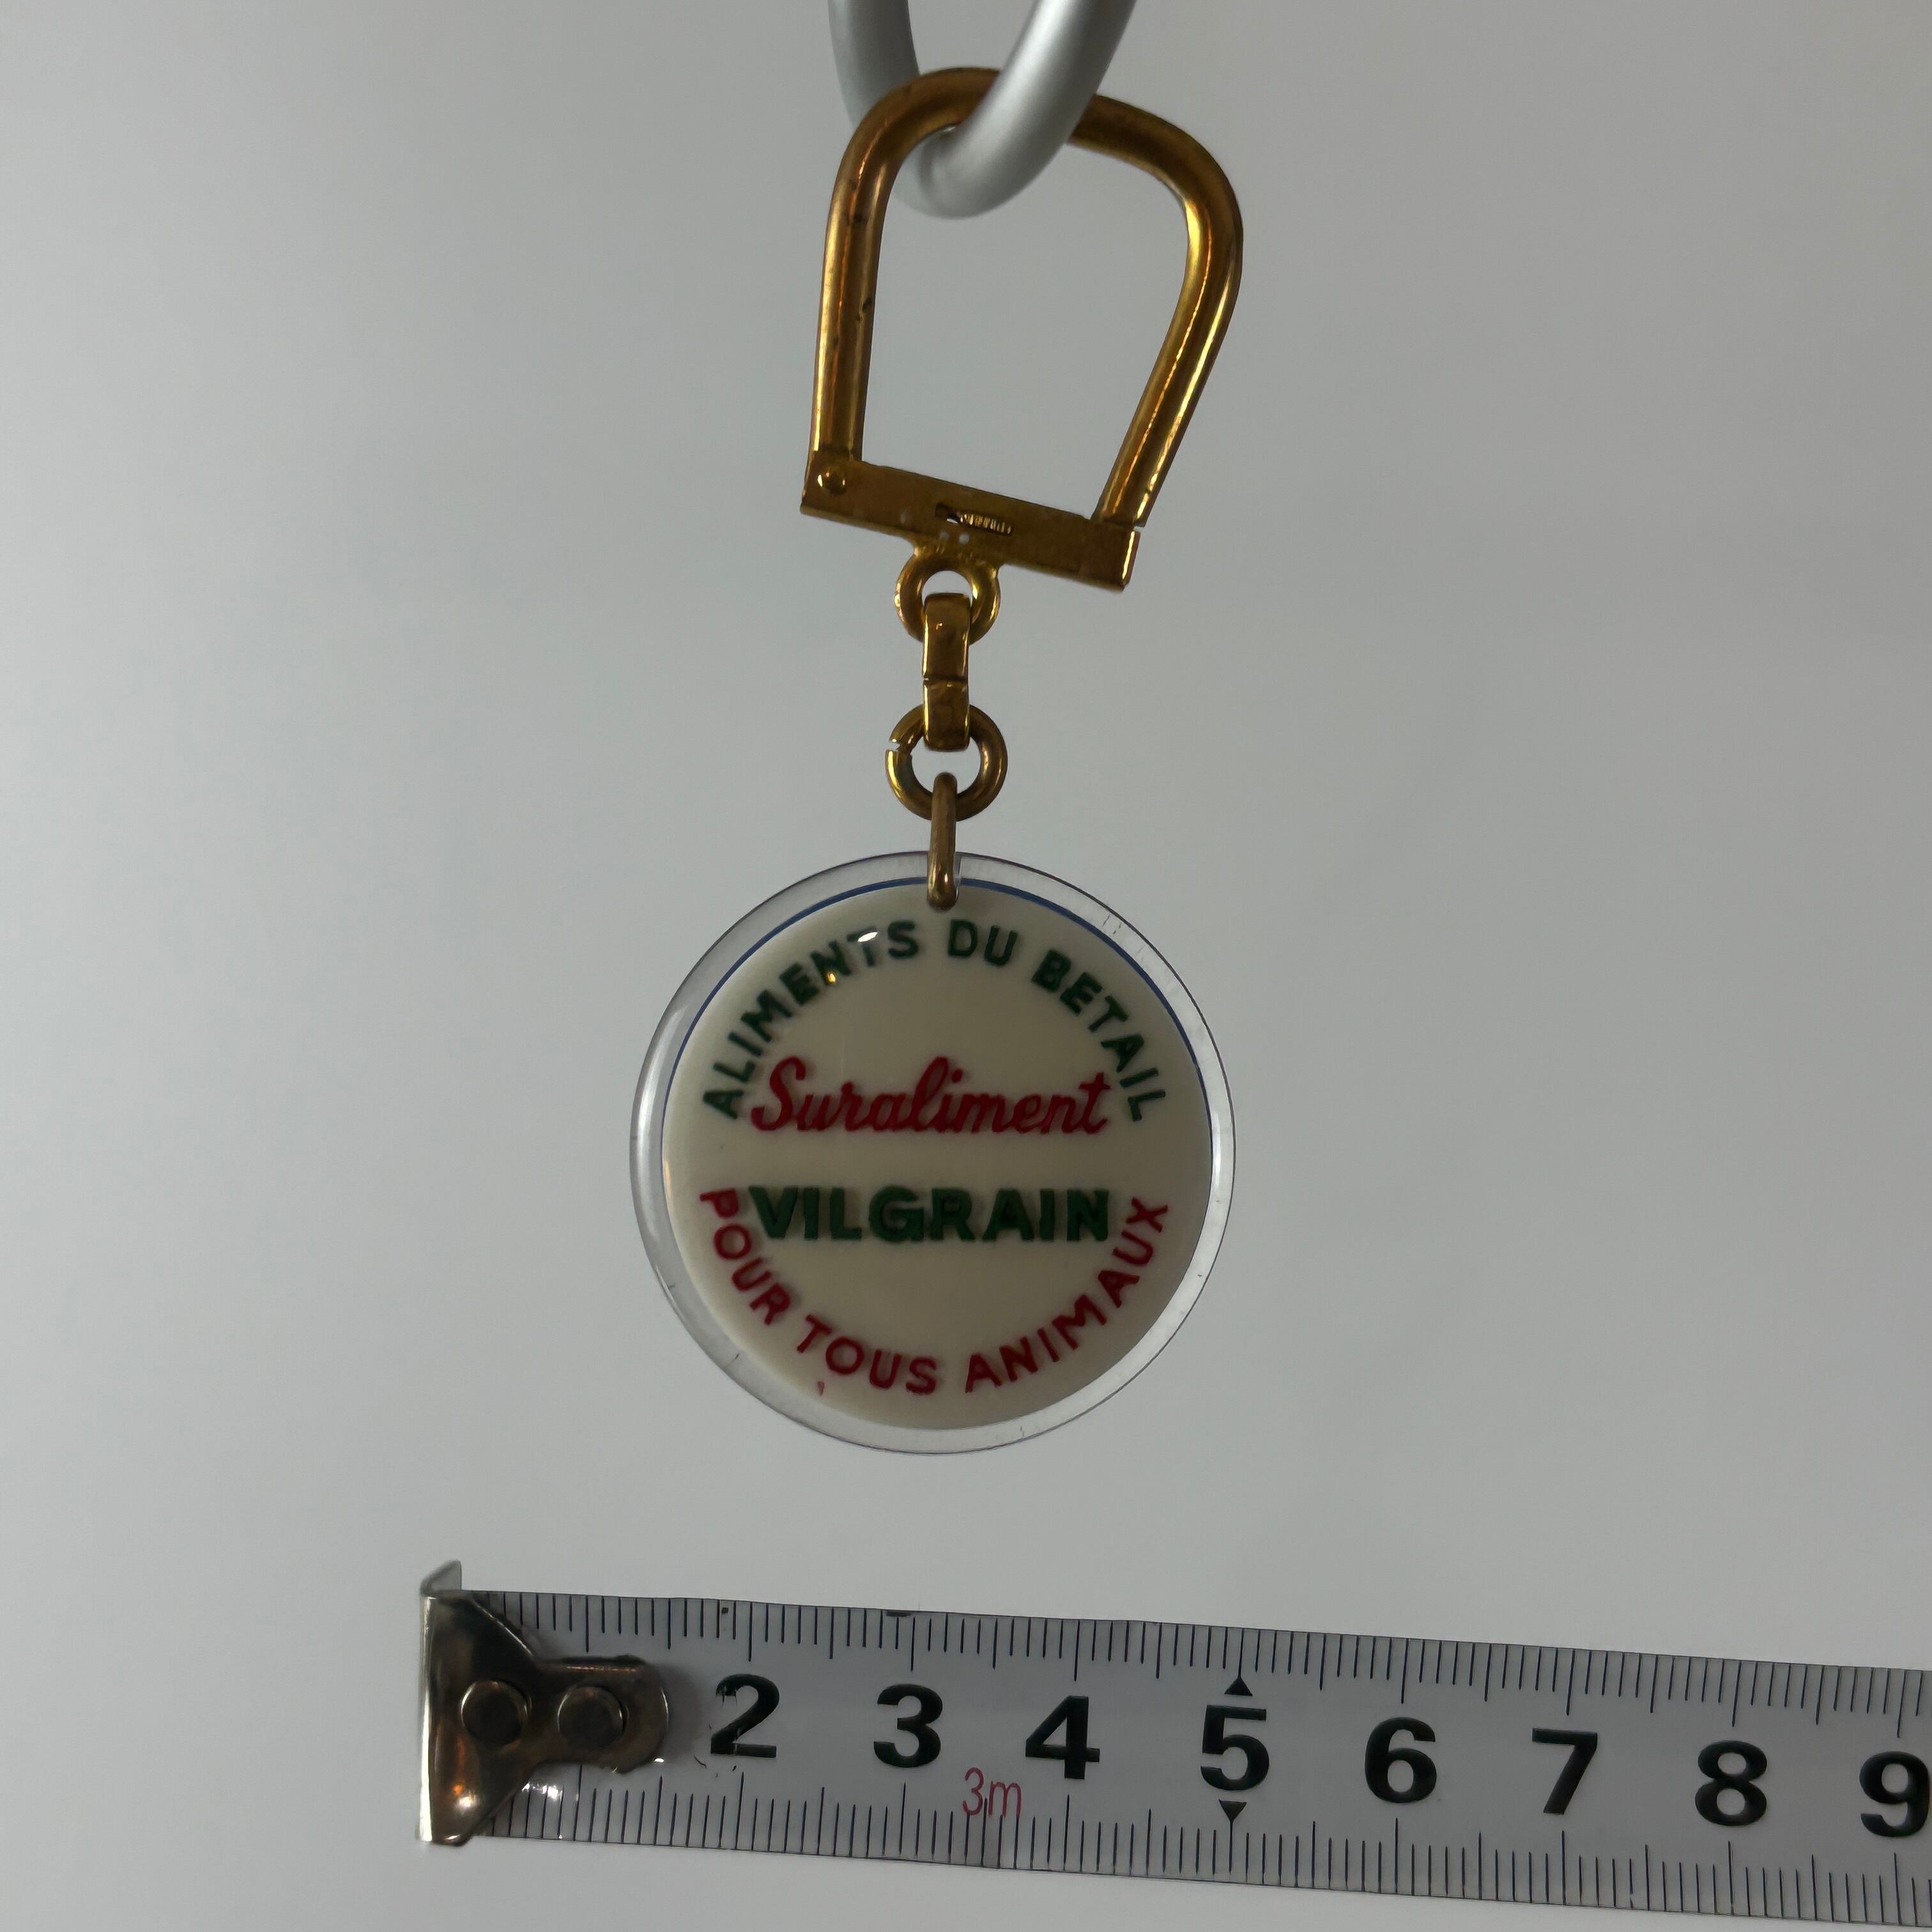 ALIMENTS DU BETAIL
Suraliment
VILGRAIN
POUR TOUS ANIMAUX
2 3 4 5 6 7 8 9
3m